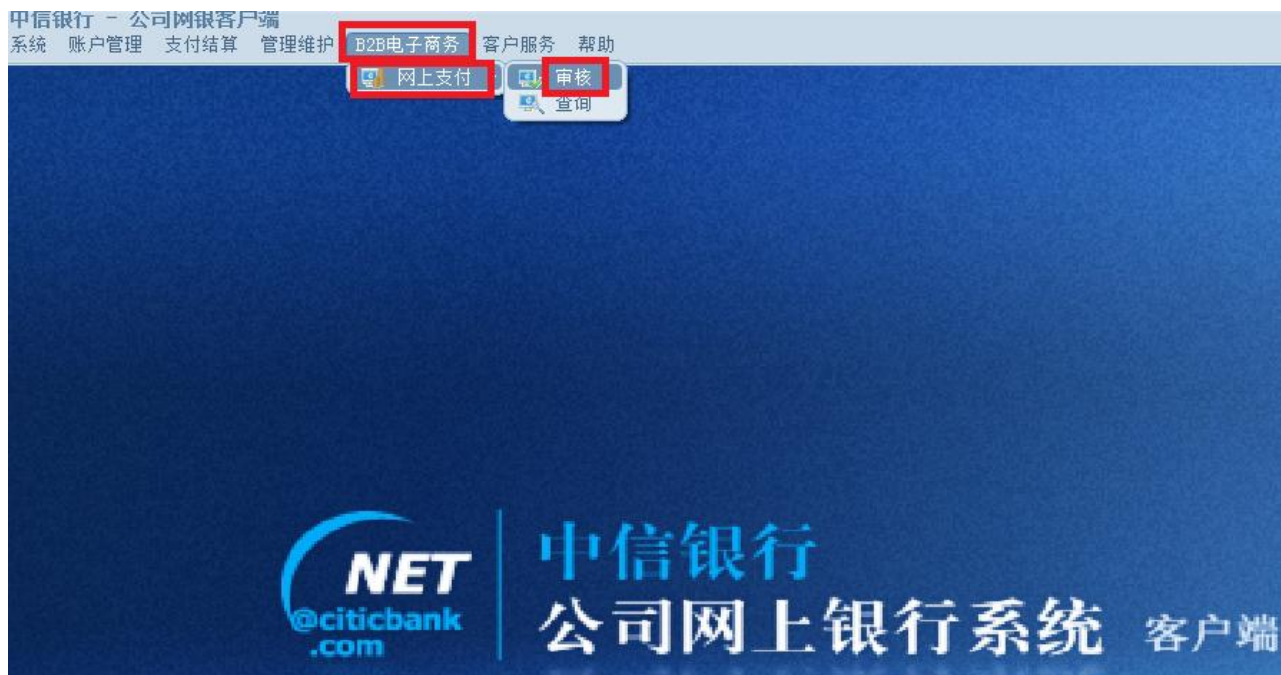 中信银行 - 公司网银客户端
系统 账户管理 支付结算 管理维护 B2B电子商务 客户服务 帮助
网上支付 审核
查询
NET
@citicbank
.com
中信银行
公司网上银行系统 客户端